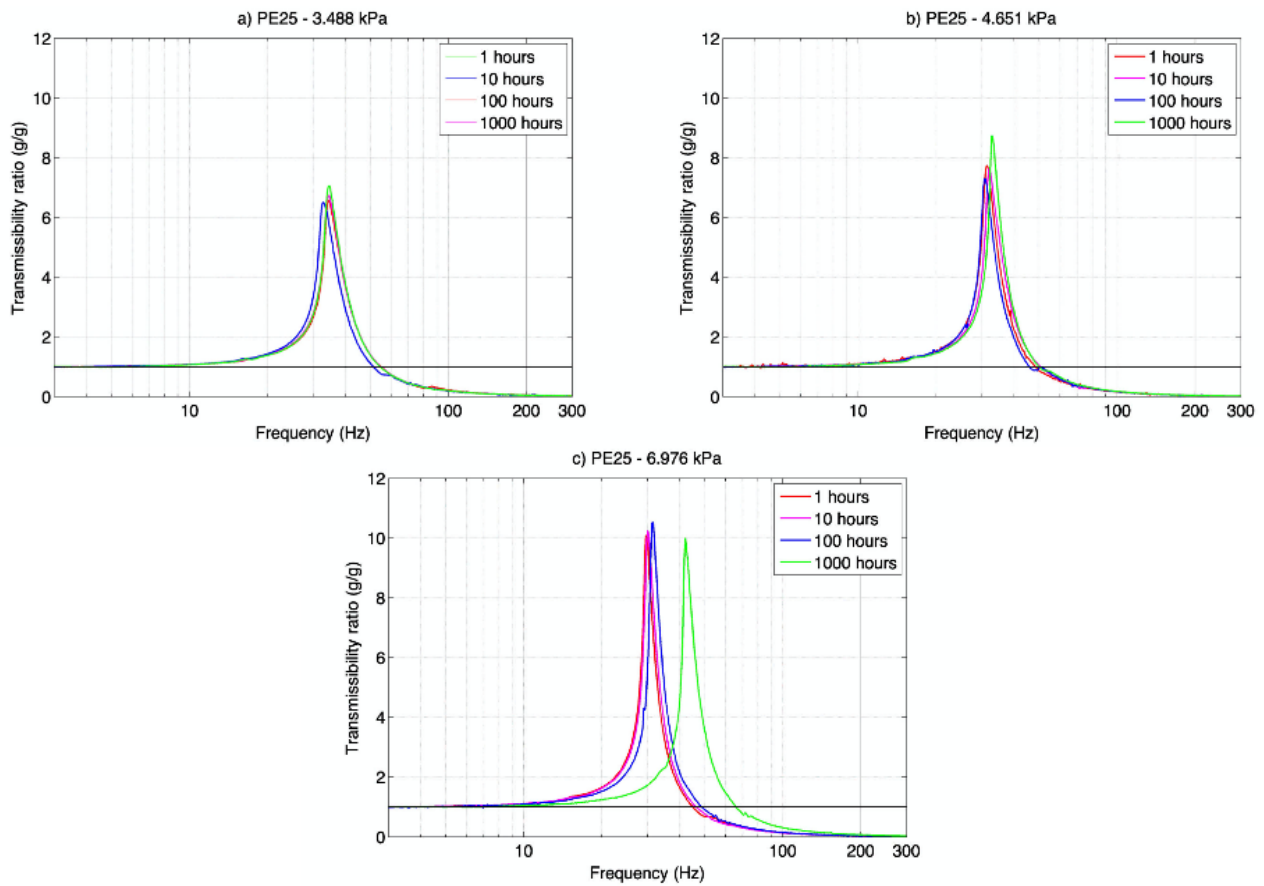 a) PE25 - 3.488 kPa
12
10
8
6
4
2
0
Transmissibility ratio (g/g)
1 hours
10 hours
100 hours
1000 hours
10 100 200 300
Frequency (Hz)
b) PE25 - 4.651 kPa
12
10
8
6
4
2
0
Transmissibility ratio (g/g)
1 hours
10 hours
100 hours
1000 hours
10 100 200 300
Frequency (Hz)
c) PE25 - 6.976 kPa
12
10
8
6
4
2
0
Transmissibility ratio (g/g)
1 hours
10 hours
100 hours
1000 hours
10 100 200 300
Frequency (Hz)